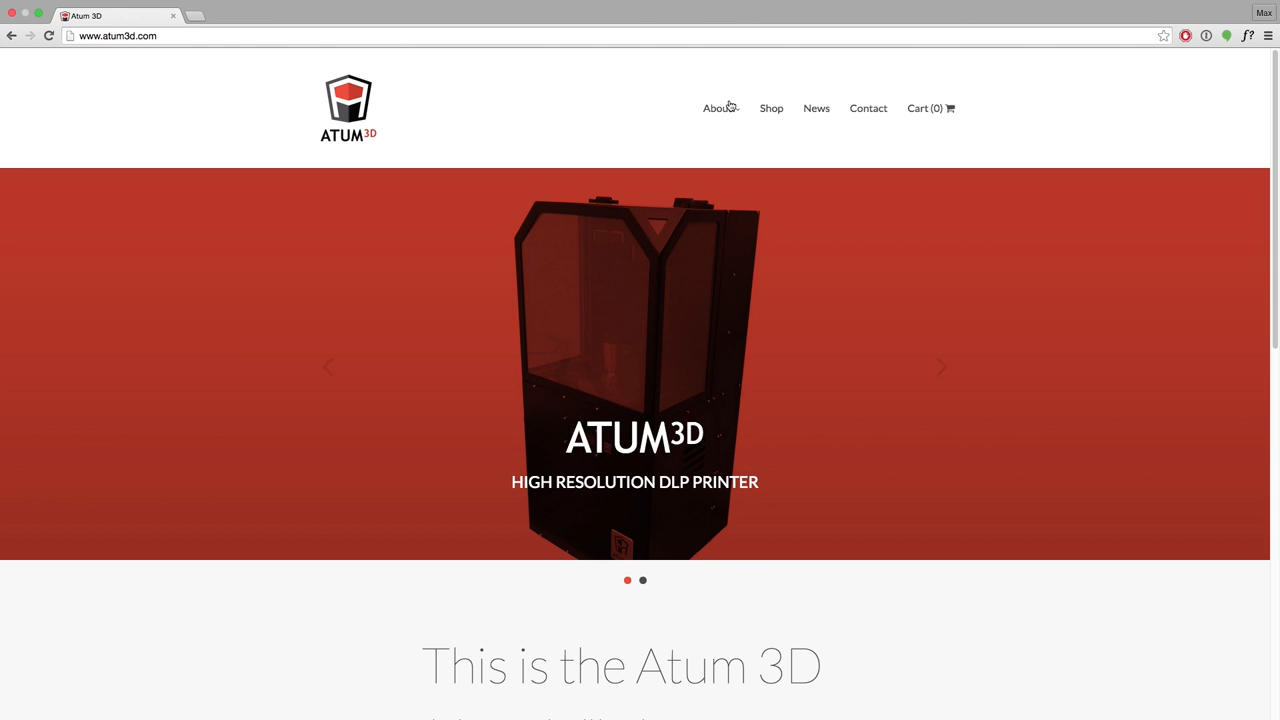 Atum 3D
Max
www.atum3d.com
f?
About
Shop
News
Contact
Cart (0)
ATUM3D
ATUM3D
HIGH RESOLUTION DLP PRINTER
This is the Atum 3D